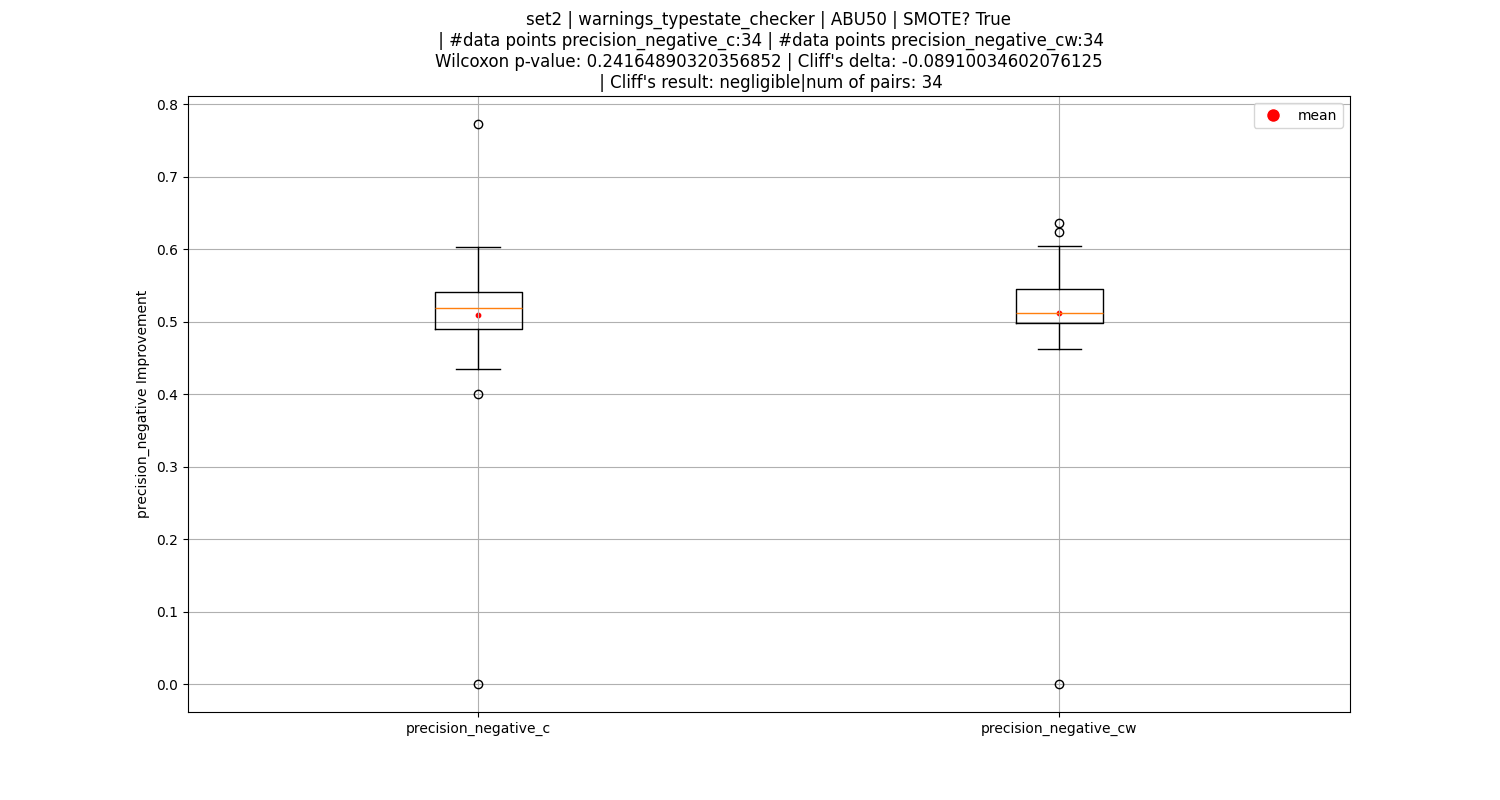 set2 | warnings_typestate_checker | ABU50 | SMOTE? True
| #data points precision_negative_c:34 | #data points precision_negative_cw:34
Wilcoxon p-value: 0.24164890320356852 | Cliff's delta: -0.08910034602076125
| Cliff's result: negligible|num of pairs: 34
mean
precision_negative Improvement
0.8
0.7
0.6
0.5
0.4
0.3
0.2
0.1
0.0
precision_negative_c
precision_negative_cw